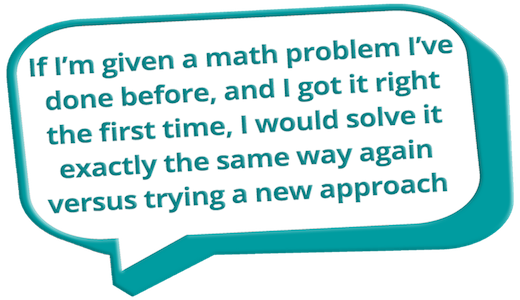 If I’m given a math problem I’ve
done before, and I got it right
the first time, I would solve it
exactly the same way again
versus trying a new approach